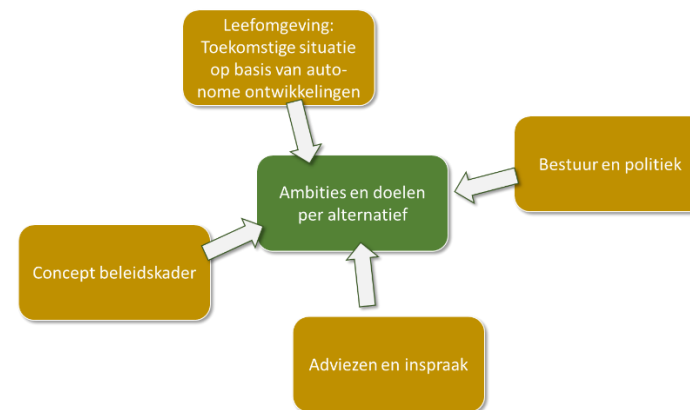 Leefomgeving:
Toekomstige situatie
op basis van auto-
nome ontwikkelingen
Bestuur en politiek
Ambities en doelen
per alternatief
Concept beleidskader
Adviezen en inspraak